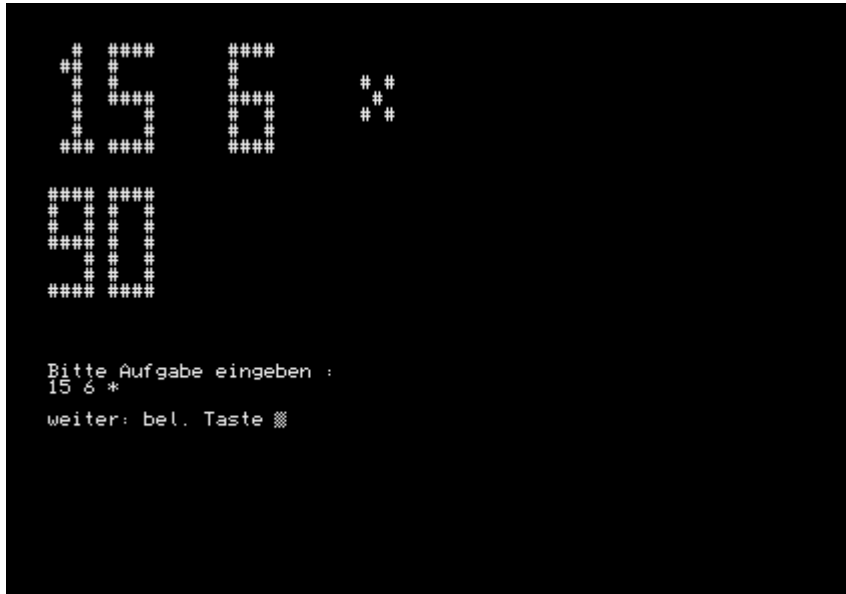 15 6 x
90
Bitte Aufgabe eingeben :
15 6 *
weiter: bel. Taste